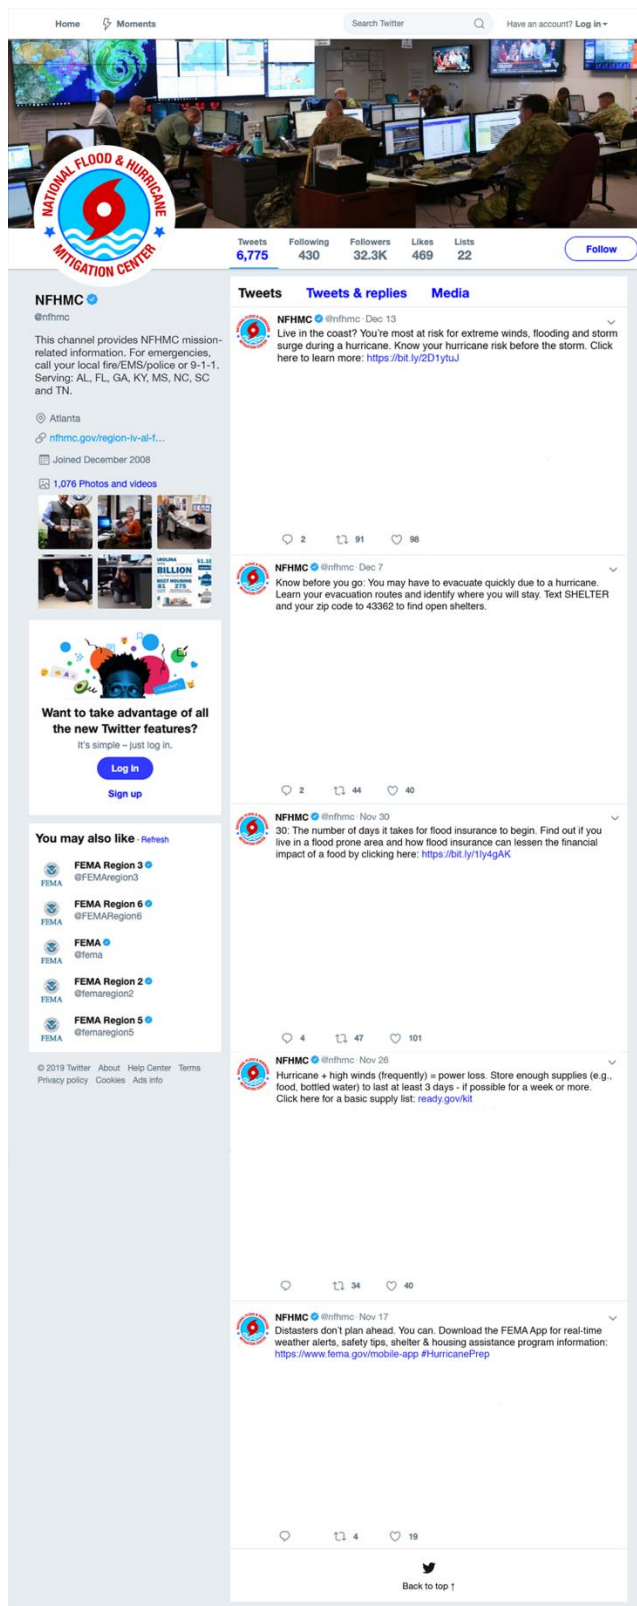 Home
Moments
Search Twitter
Have an account? Log in
NATIONAL FLOOD & HURRICANE
MITIGATION CENTER
Tweets Following Followers Likes Lists
6,775 430 32.3K 469 22
Follow
NFHMC
@nfhmc
This channel provides NFHMC mission-
related information. For emergencies,
call your local fire/EMS/police or 9-1-1.
Serving: AL, FL, GA, KY, MS, NC, SC
and TN.
Atlanta
nfhmc.gov/region-iv-al-f...
Joined December 2008
1,076 Photos and videos
BILLION
81 275
Want to take advantage of all
the new Twitter features?
It's simple – just log in.
Log In
Sign up
You may also like · Refresh
FEMA Region 3
@FEMAregion3
FEMA
FEMA Region 6
@FEMARegion6
FEMA
FEMA
@fema
FEMA
FEMA Region 2
@femaregion2
FEMA
FEMA Region 5
@femaregion5
FEMA
© 2019 Twitter About Help Center Terms
Privacy policy Cookies Ads info
Tweets Tweets & replies Media
NFHMC @nfhmc · Dec 13
Live in the coast? You're most at risk for extreme winds, flooding and storm
surge during a hurricane. Know your hurricane risk before the storm. Click
here to learn more: https://bit.ly/2D1ytuJ
2 91 98
NFHMC @nfhmc · Dec 7
Know before you go: You may have to evacuate quickly due to a hurricane.
Learn your evacuation routes and identify where you will stay. Text SHELTER
and your zip code to 43362 to find open shelters.
2 44 40
NFHMC @nfhmc · Nov 30
30: The number of days it takes for flood insurance to begin. Find out if you
live in a flood prone area and how flood insurance can lessen the financial
impact of a food by clicking here: https://bit.ly/1ly4gAK
4 47 101
NFHMC @nfhmc · Nov 26
Hurricane + high winds (frequently) = power loss. Store enough supplies (e.g.,
food, bottled water) to last at least 3 days - if possible for a week or more.
Click here for a basic supply list: ready.gov/kit
34 40
NFHMC @nfhmc · Nov 17
Distasters don't plan ahead. You can. Download the FEMA App for real-time
weather alerts, safety tips, shelter & housing assistance program information:
https://www.fema.gov/mobile-app #HurricanePrep
4 19
Back to top ↑